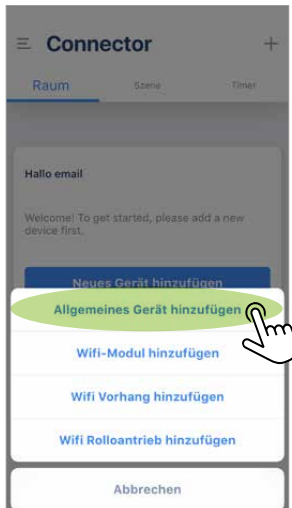 Connector
Raum Szene Timer
Hallo email
Welcome! To get started, please add a new
device first.
Neues Gerät hinzufügen
Allgemeines Gerät hinzufügen
Wifi-Modul hinzufügen
Wifi Vorhang hinzufügen
Wifi Rolloantrieb hinzufügen
Abbrechen